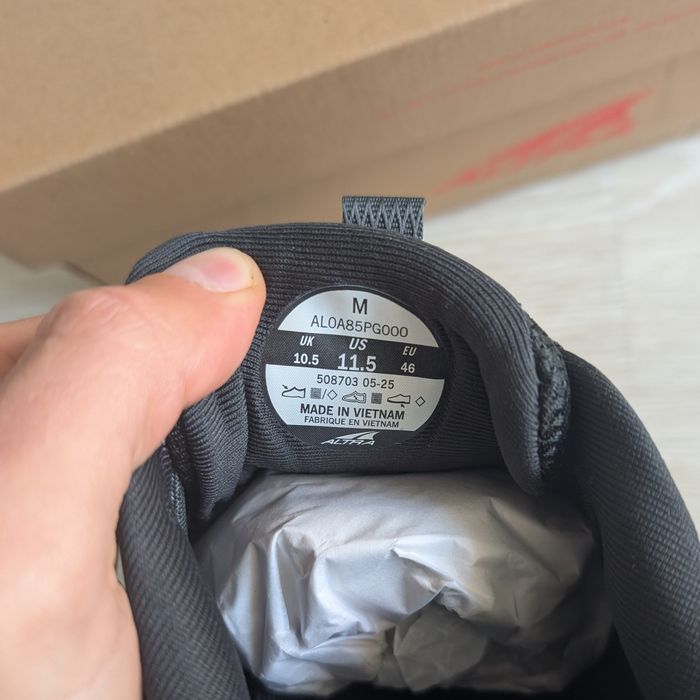 ALTRA
M
AL0A85PG000
UK US EU
10.5 11.5 46
508703 05-25
MADE IN VIETNAM
FABRIQUE EN VIETNAM
ALTRA